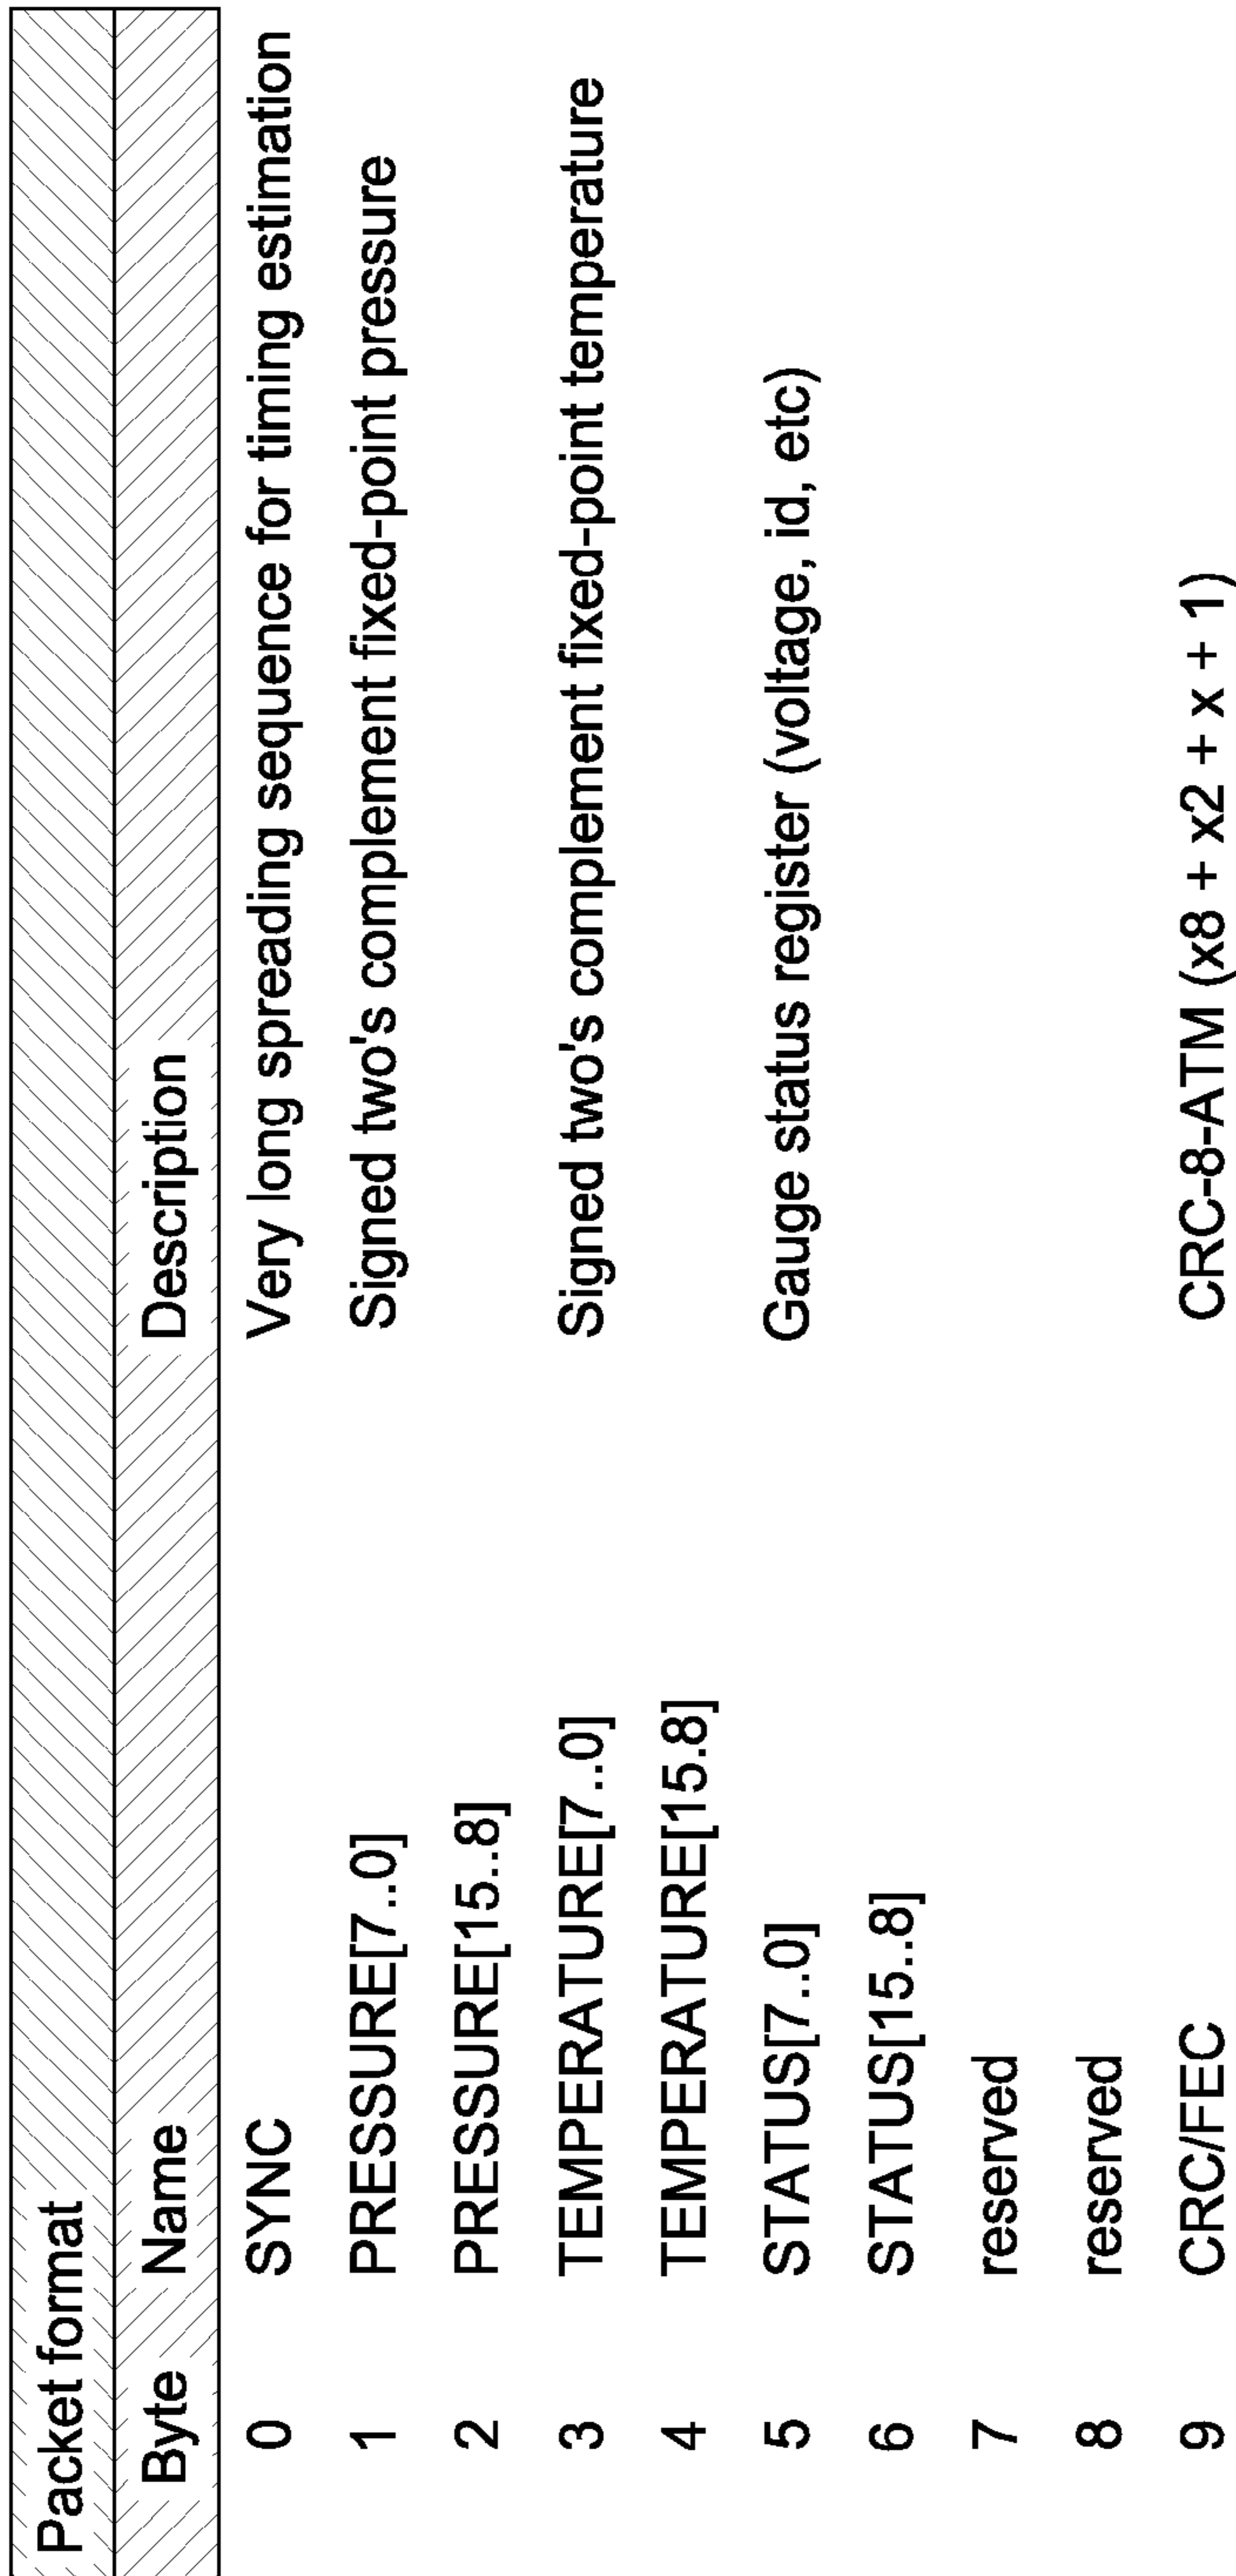 Packet format
Byte Name Description
0 SYNC Very long spreading sequence for timing estimation
1 PRESSURE[7..0] Signed two's complement fixed-point pressure
2 PRESSURE[15..8]
3 TEMPERATURE[7..0] Signed two's complement fixed-point temperature
4 TEMPERATURE[15.8]
5 STATUS[7..0] Gauge status register (voltage, id, etc)
6 STATUS[15..8]
7 reserved
8 reserved
9 CRC/FEC CRC-8-ATM (x8 + x2 + x + 1)